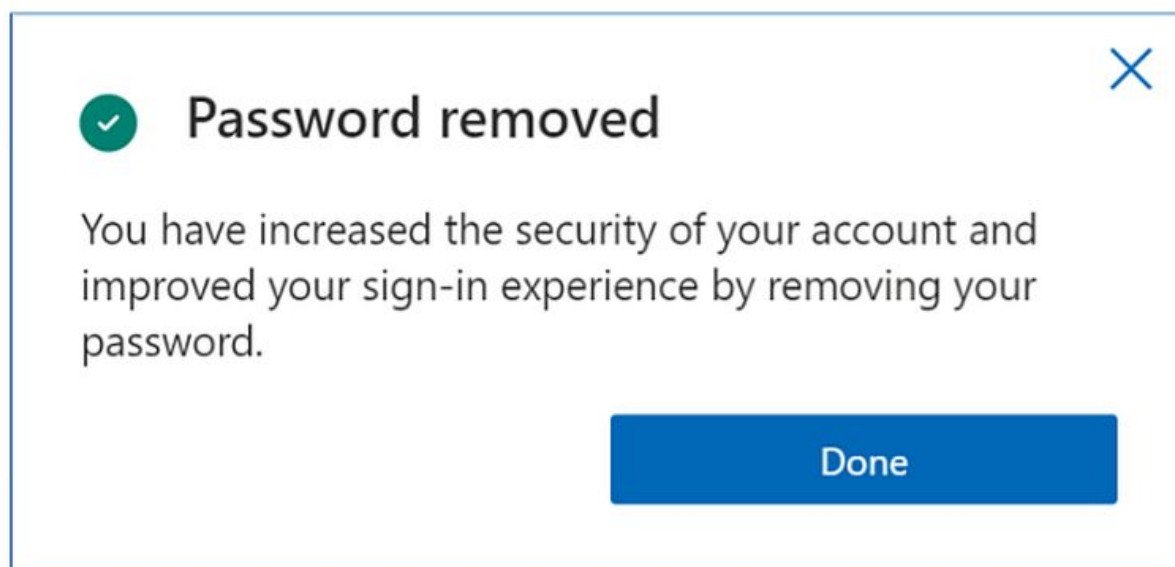 Password removed
You have increased the security of your account and
improved your sign-in experience by removing your
password.
Done